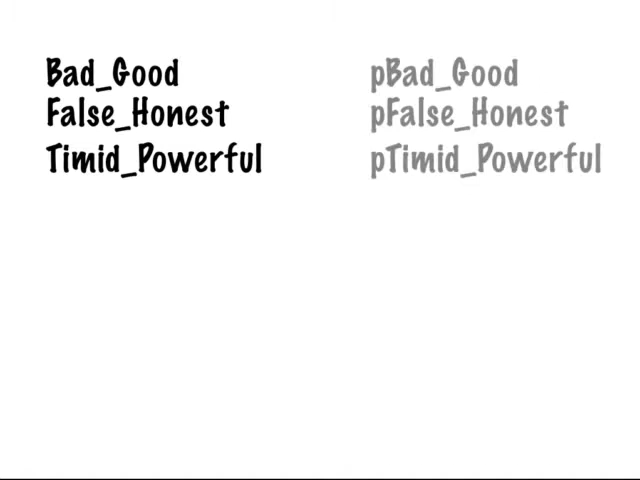 Bad_Good
False_Honest
Timid_Powerful
pBad_Good
pFalse_Honest
pTimid_Powerful